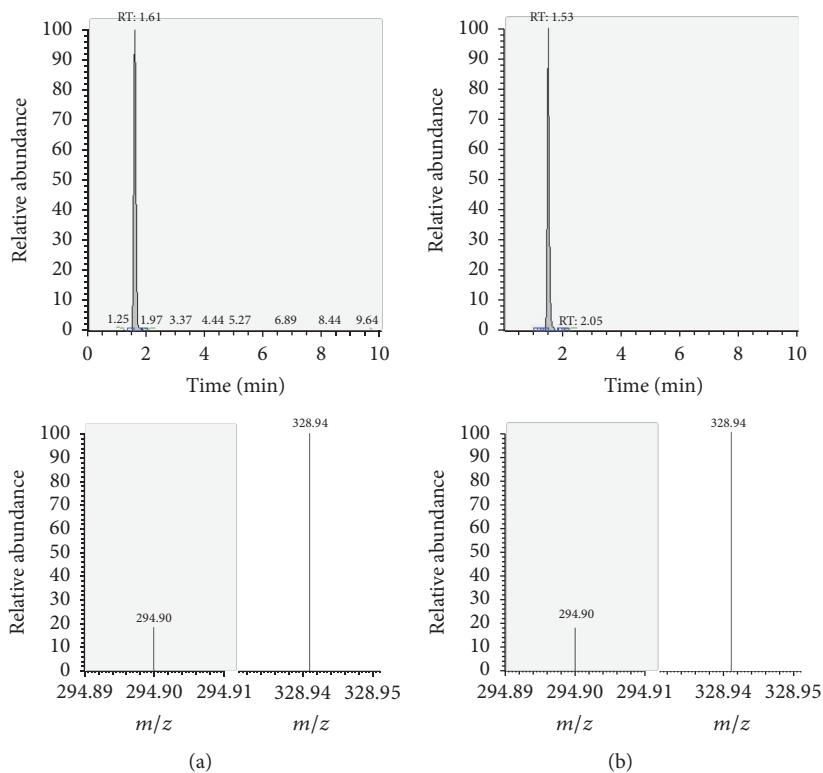 RT: 1.61
100
90
80
70
60
50
40
30
20
10
0
Relative abundance
1.25 1.97 3.37 4.44 5.27 6.89 8.44 9.64
0 2 4 6 8 10
Time (min)
RT: 1.53
100
90
80
70
60
50
40
30
20
10
0
Relative abundance
RT: 2.05
2 4 6 8 10
Time (min)
328.94
100
90
80
70
60
50
40
30
20
10
0
Relative abundance
294.90
294.89 294.90 294.91 328.94 328.95
m/z m/z
(a)
328.94
100
90
80
70
60
50
40
30
20
10
0
Relative abundance
294.90
294.89 294.90 294.91 328.94 328.95
m/z m/z
(b)